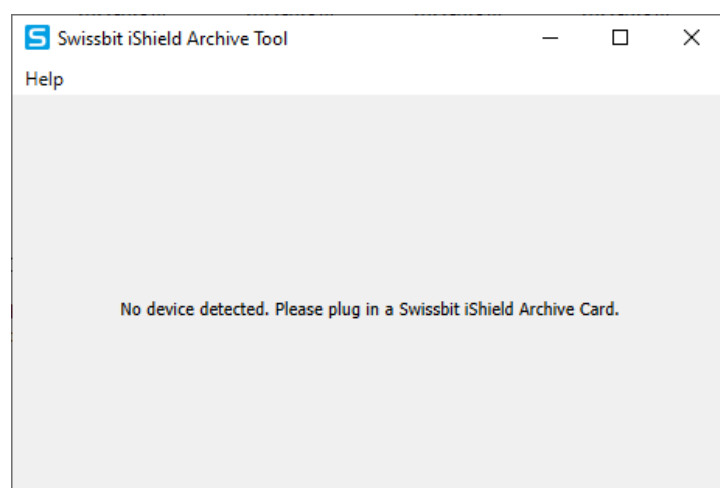 Swissbit iShield Archive Tool
Help
No device detected. Please plug in a Swissbit iShield Archive Card.